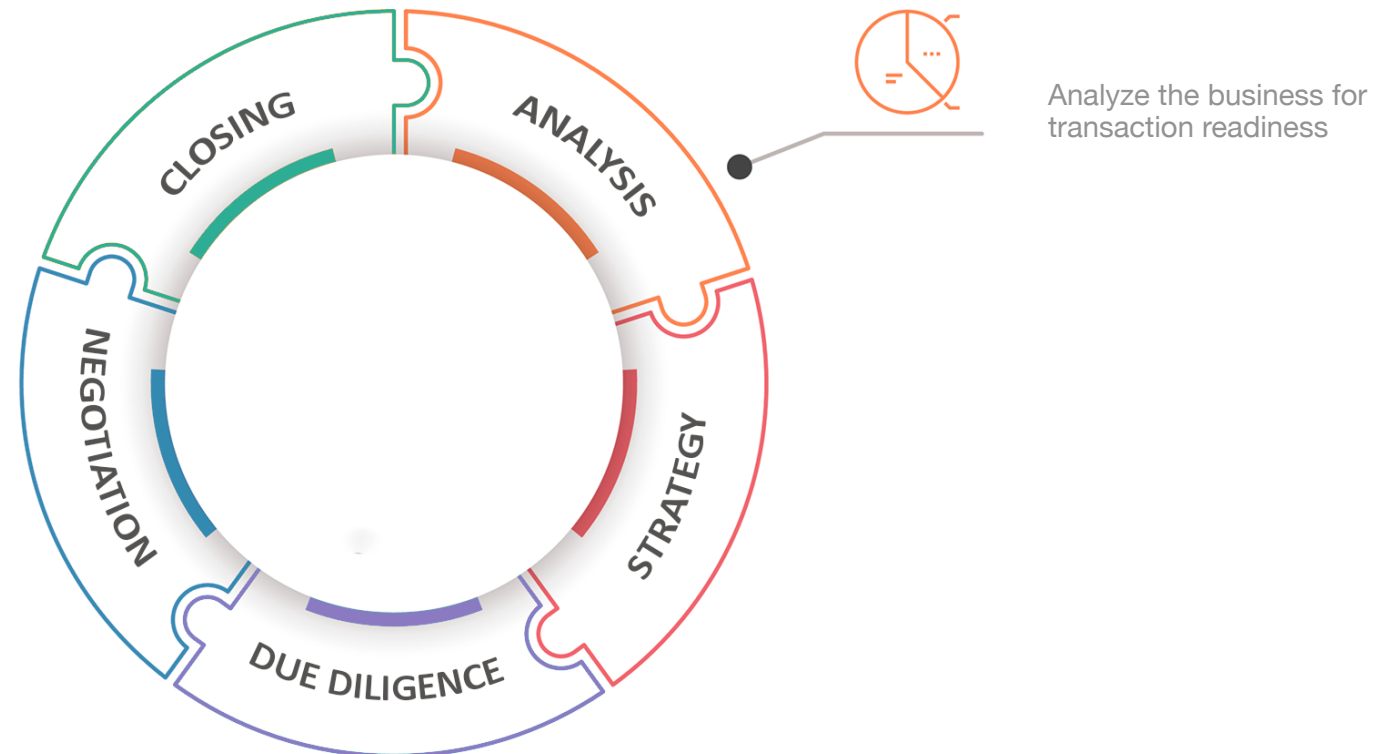 CLOSING
ANALYSIS
Analyze the business for
transaction readiness
NEGOTIATION
STRATEGY
DUE DILIGENCE